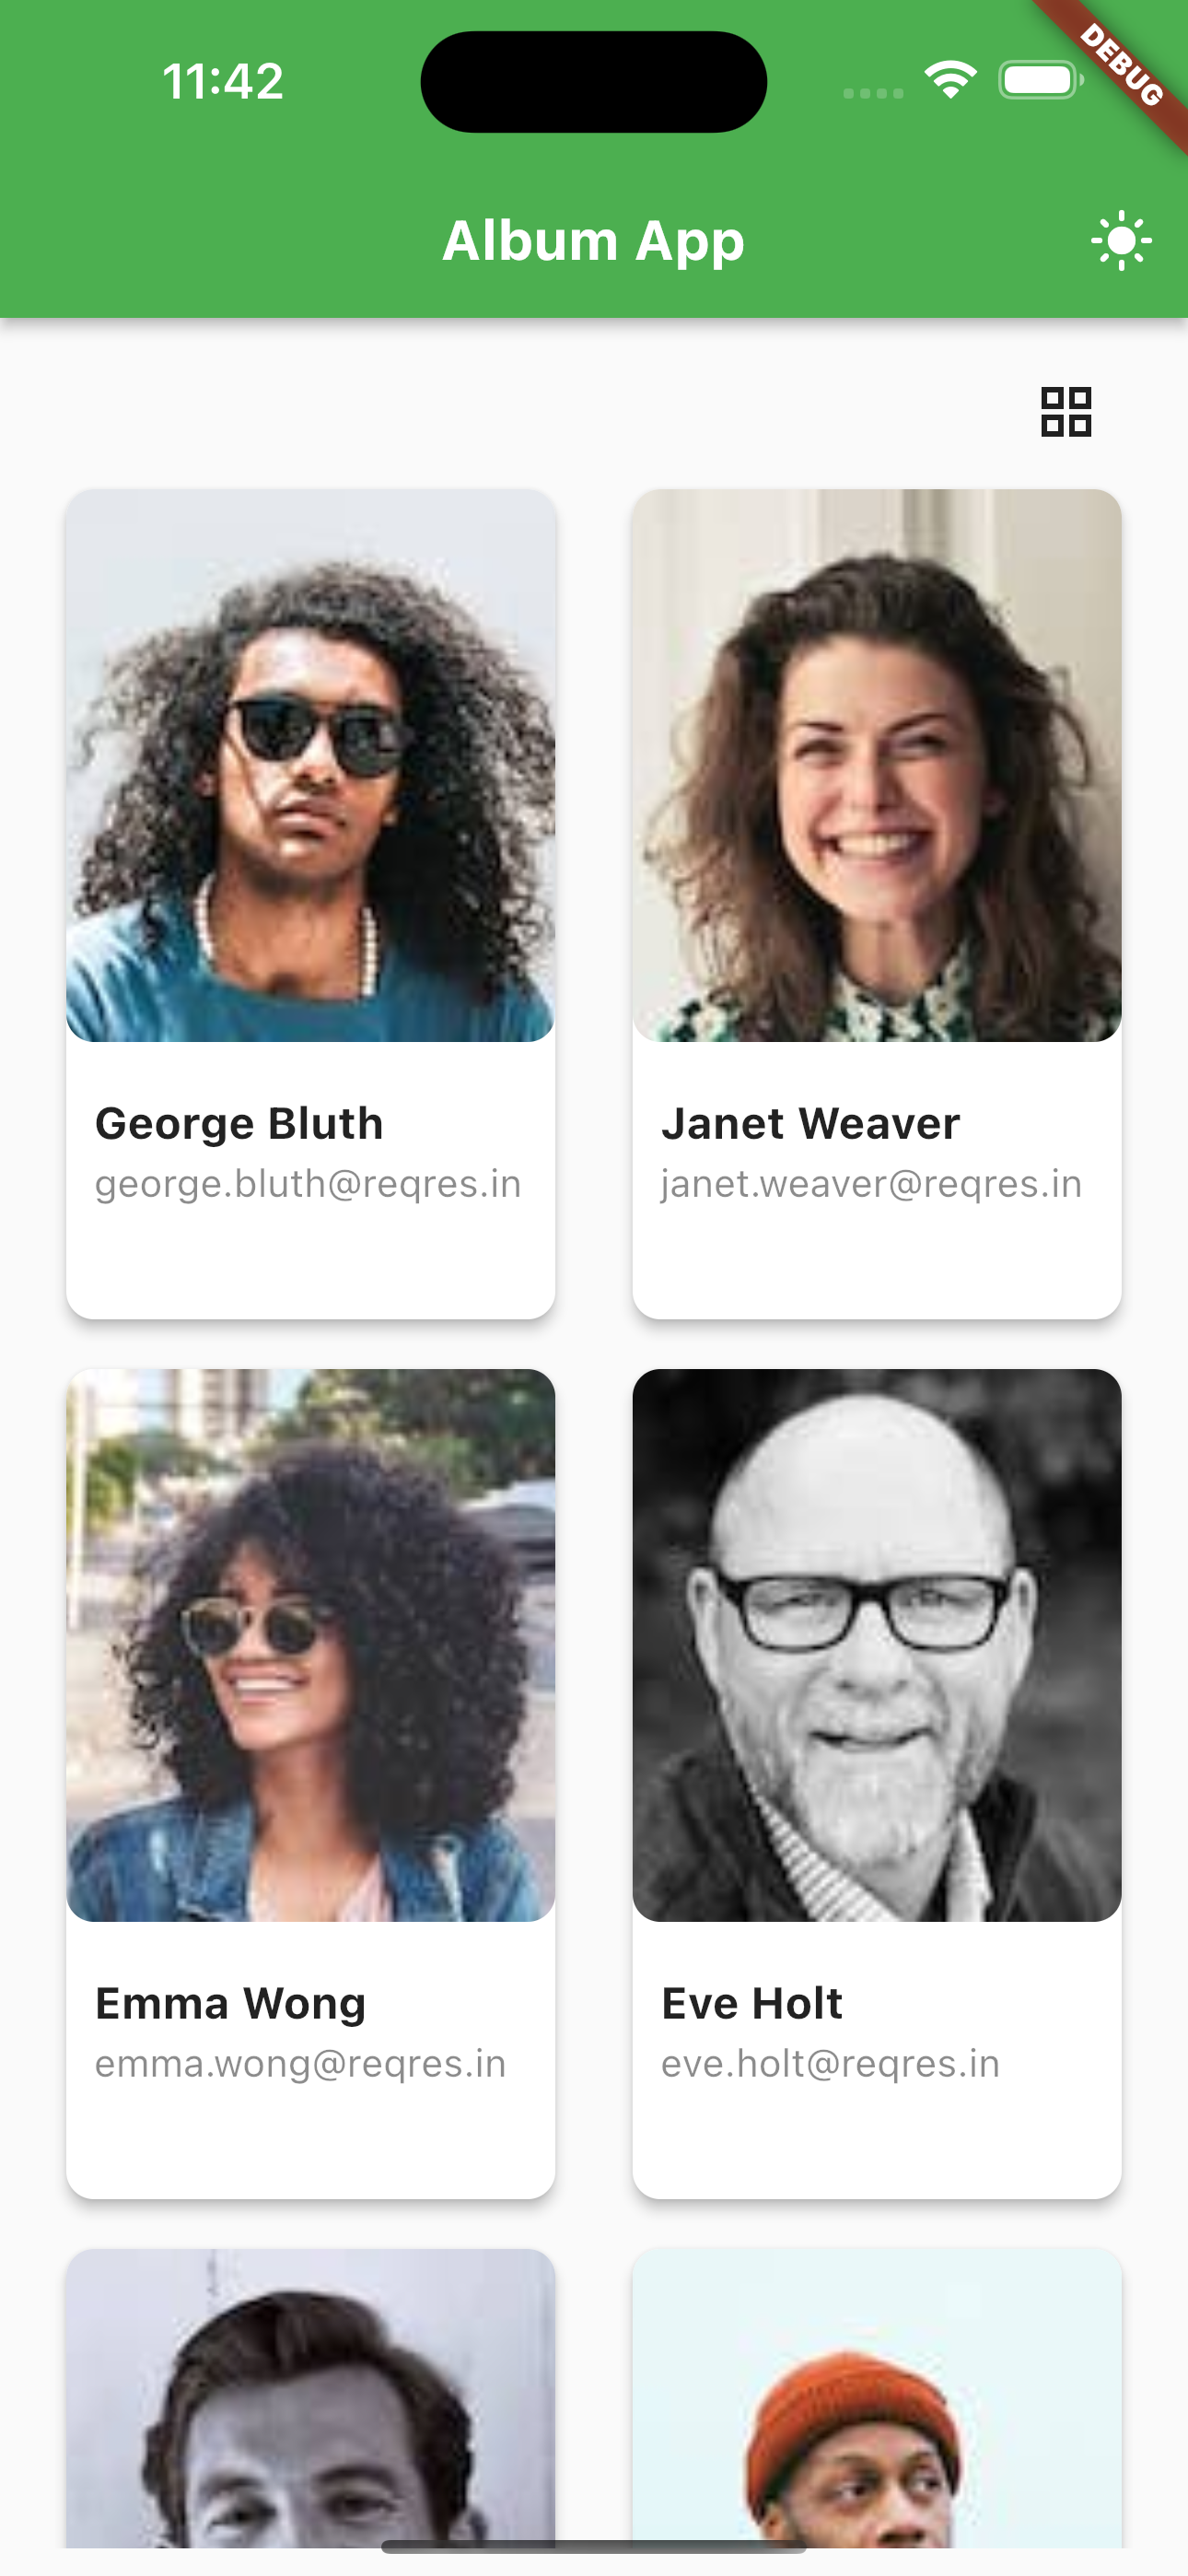 11:42
DEBUG
Album App
George Bluth
george.bluth@reqres.in
Janet Weaver
janet.weaver@reqres.in
Emma Wong
emma.wong@reqres.in
Eve Holt
eve.holt@reqres.in